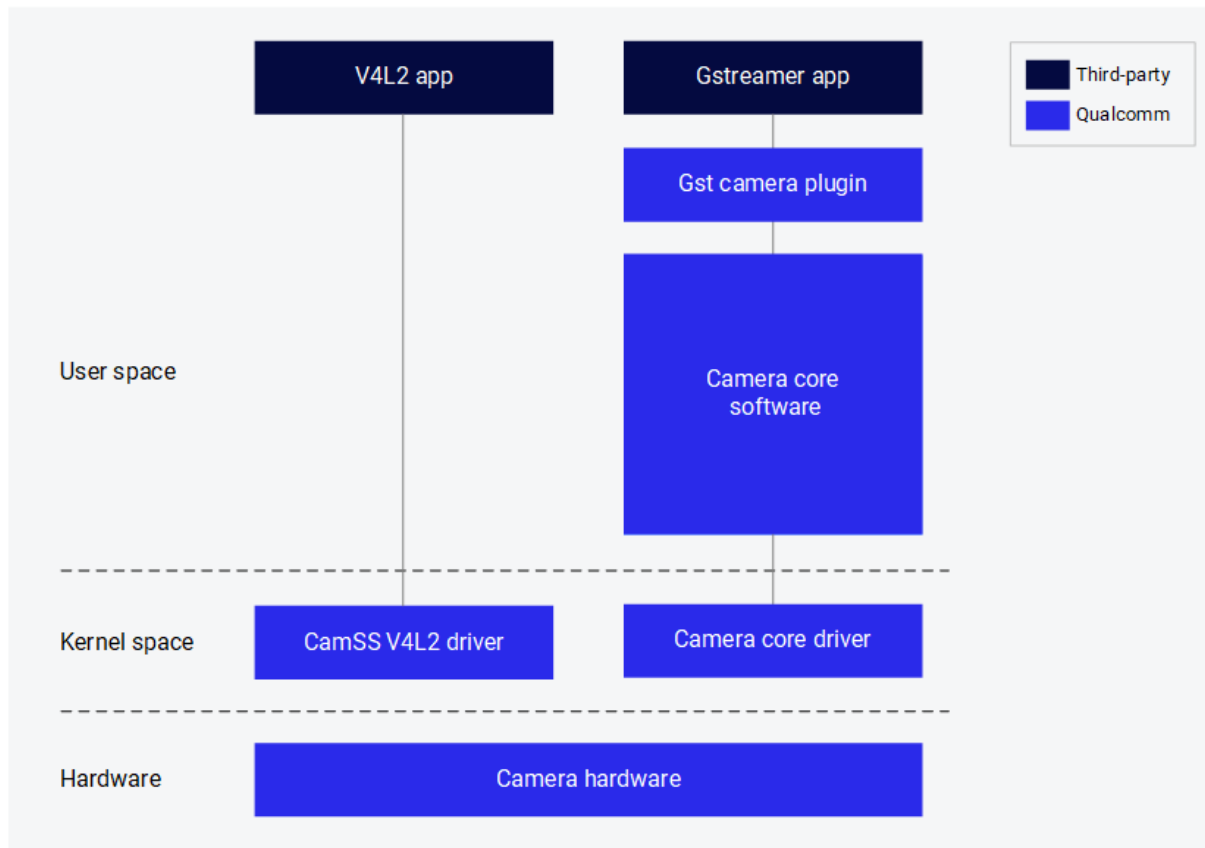 V4L2 app
Gstreamer app
Third-party
Qualcomm
Gst camera plugin
User space
Camera core
software
Kernel space
CamSS V4L2 driver
Camera core driver
Hardware
Camera hardware